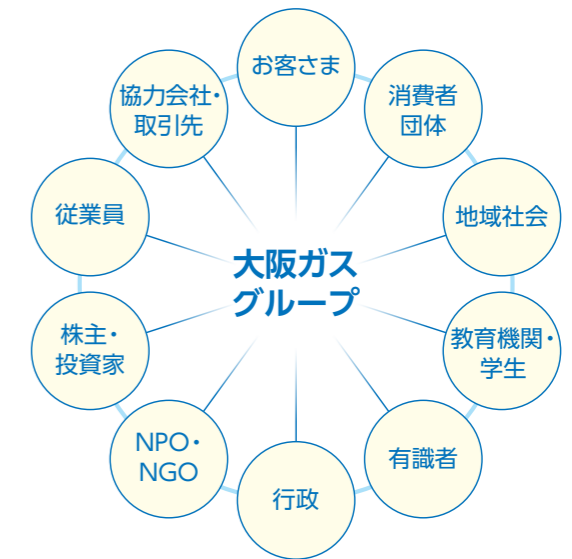 お客さま
消費者
団体
地域社会
教育機関・
学生
有識者
行政
NPO・
NGO
株主・
投資家
従業員
協力会社・
取引先
大阪ガス
グループ